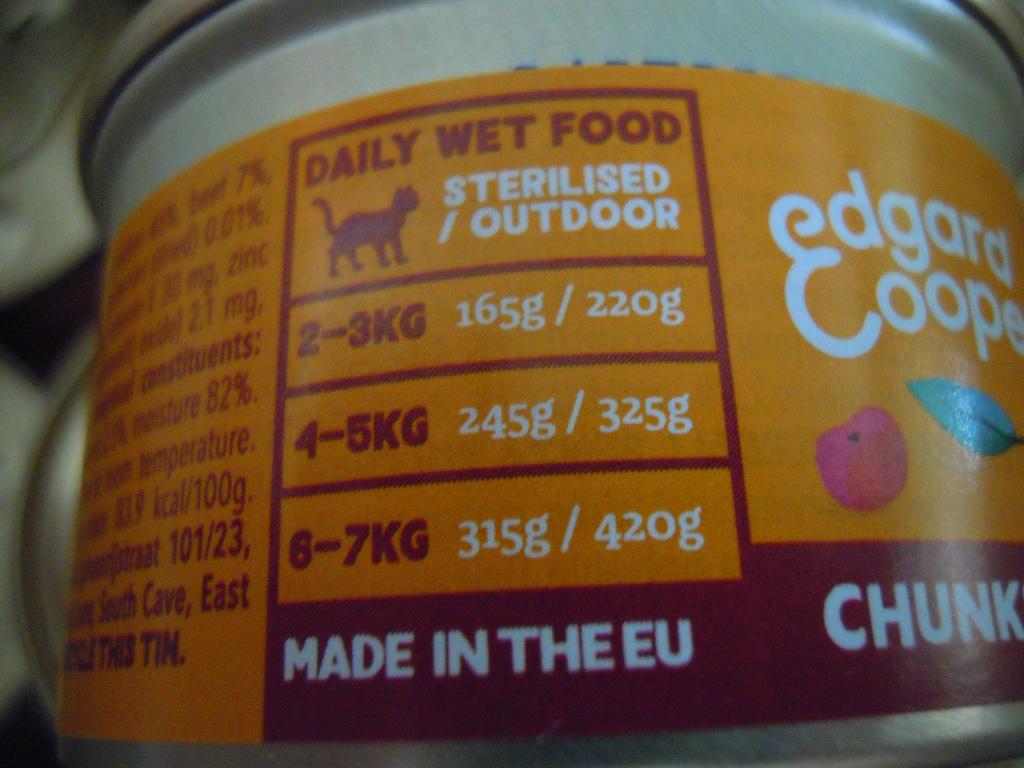 beef 7%,
0.01%.
30 mg, zinc
oxide) 2.1 mg,
constituents:
moisture 82%.
room temperature.
83.9 kcal/100g.
101/23,
South Cave, East
THIS TIN.
DAILY WET FOOD
STERILISED
/ OUTDOOR
2–3KG 165g / 220g
4–5KG 245g / 325g
6–7KG 315g / 420g
MADE IN THE EU
edgard
Coope
CHUNK